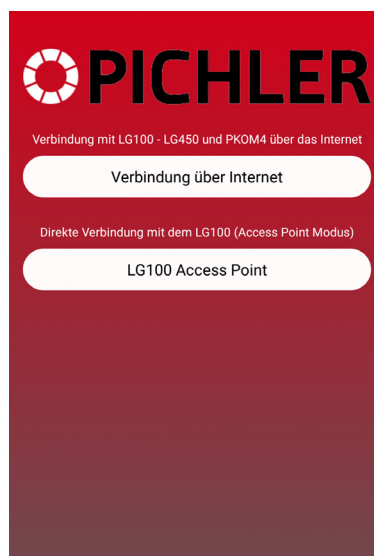 PICHLER
Verbindung mit LG100 - LG450 und PKOM4 über das Internet
Verbindung über Internet
Direkte Verbindung mit dem LG100 (Access Point Modus)
LG100 Access Point